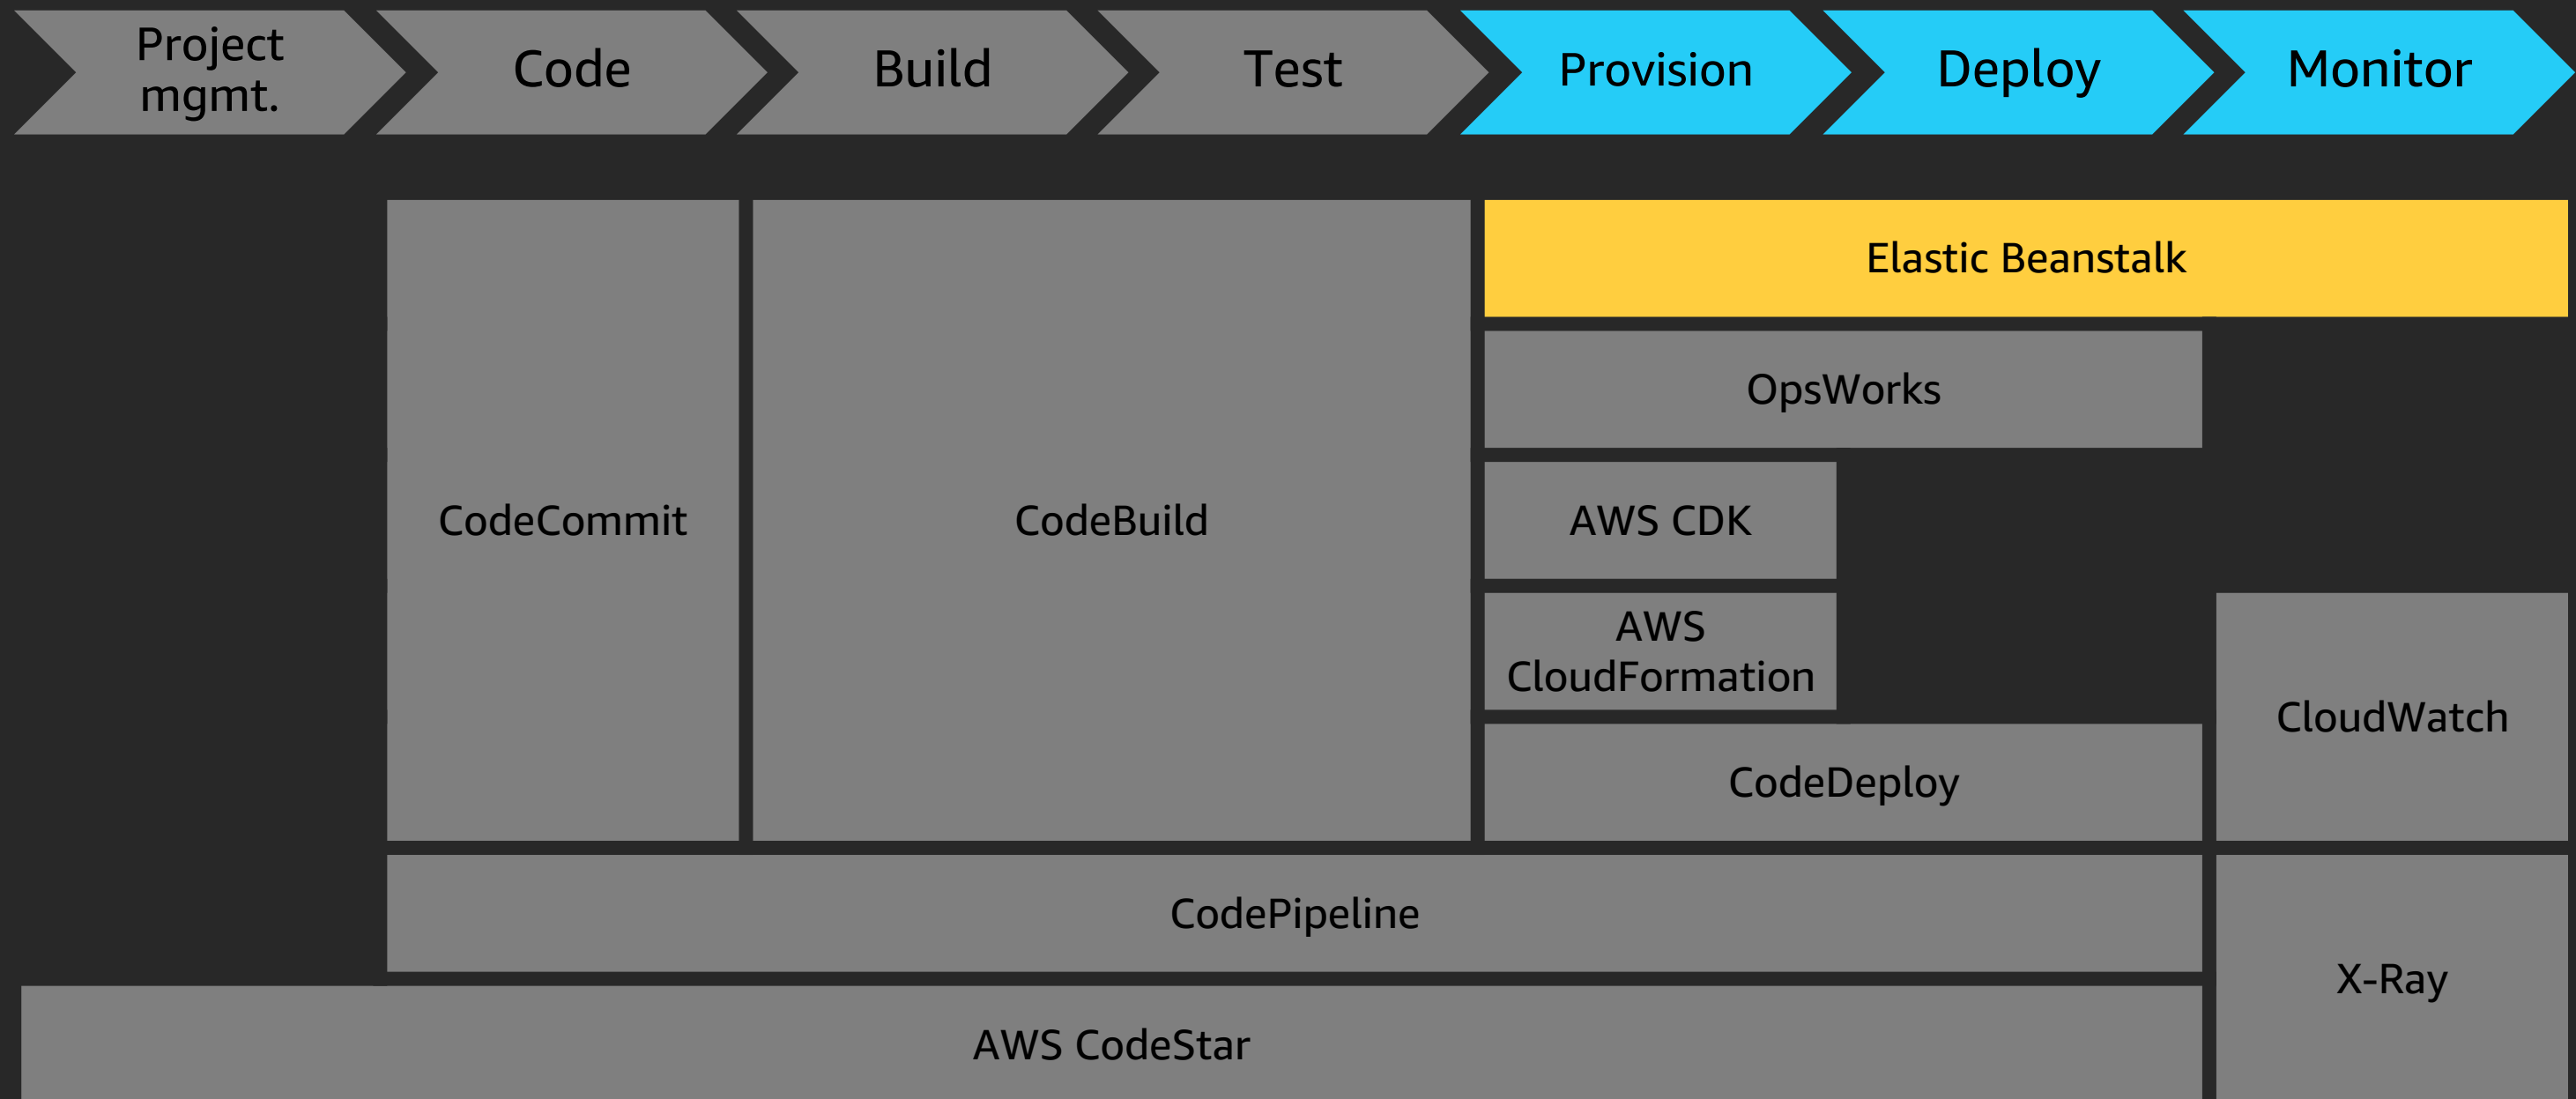 Project
mgmt.
Code
Build
Test
Provision
Deploy
Monitor
Elastic Beanstalk
OpsWorks
CodeCommit
CodeBuild
AWS CDK
AWS
CloudFormation
CloudWatch
CodeDeploy
CodePipeline
X-Ray
AWS CodeStar